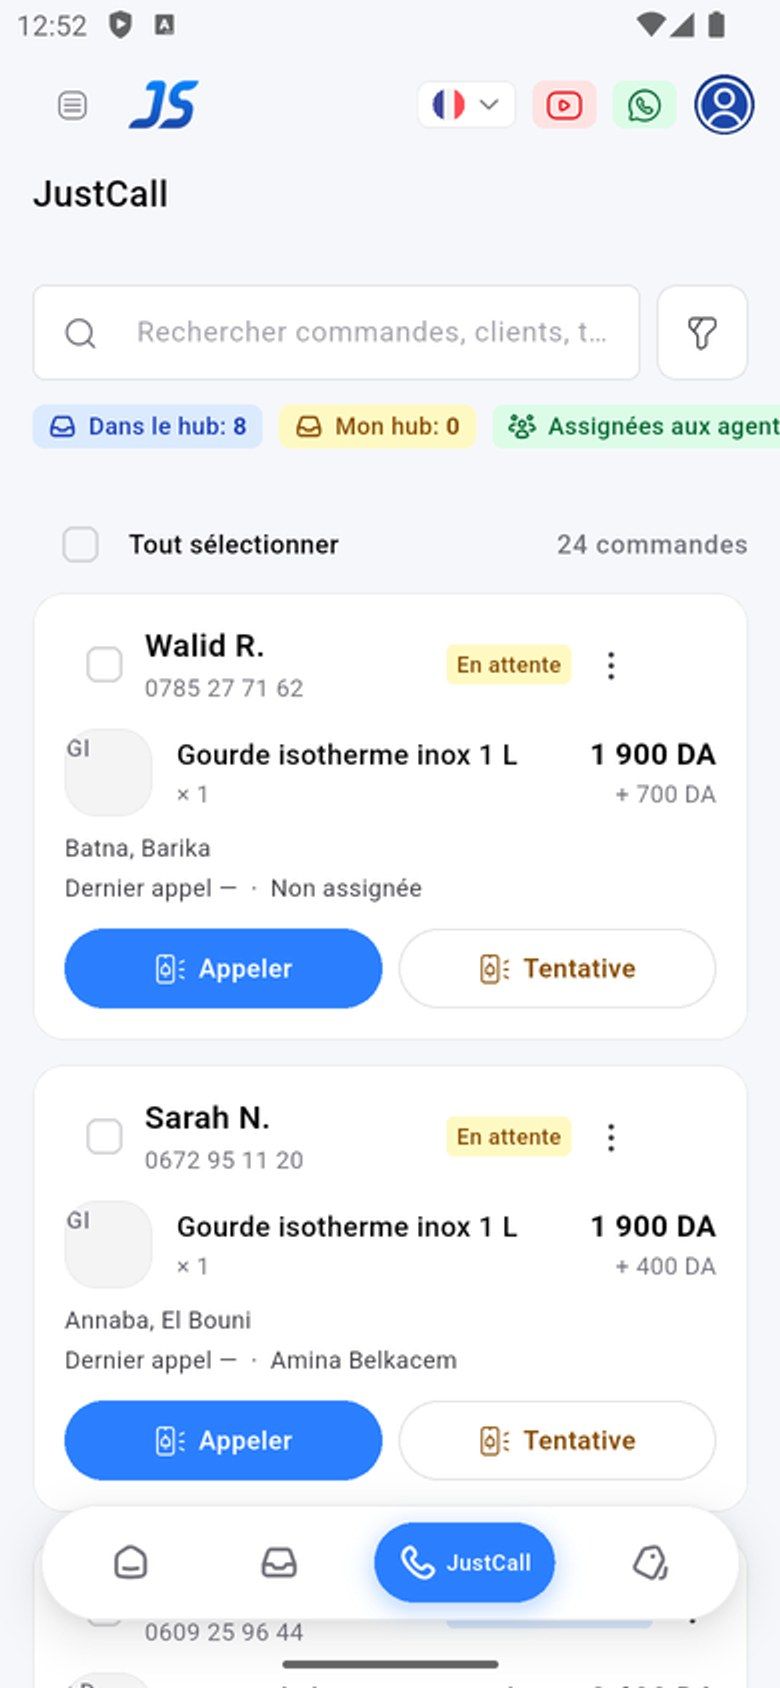 12:52
JS
JustCall
Rechercher commandes, clients, t...
Dans le hub: 8
Mon hub: 0
Assignées aux agent
Tout sélectionner
24 commandes
Walid R.
0785 27 71 62
En attente
GI
Gourde isotherme inox 1 L
1 900 DA
× 1
+ 700 DA
Batna, Barika
Dernier appel — · Non assignée
Appeler
Tentative
Sarah N.
0672 95 11 20
En attente
GI
Gourde isotherme inox 1 L
1 900 DA
× 1
+ 400 DA
Annaba, El Bouni
Dernier appel — · Amina Belkacem
Appeler
Tentative
JustCall
0609 25 96 44